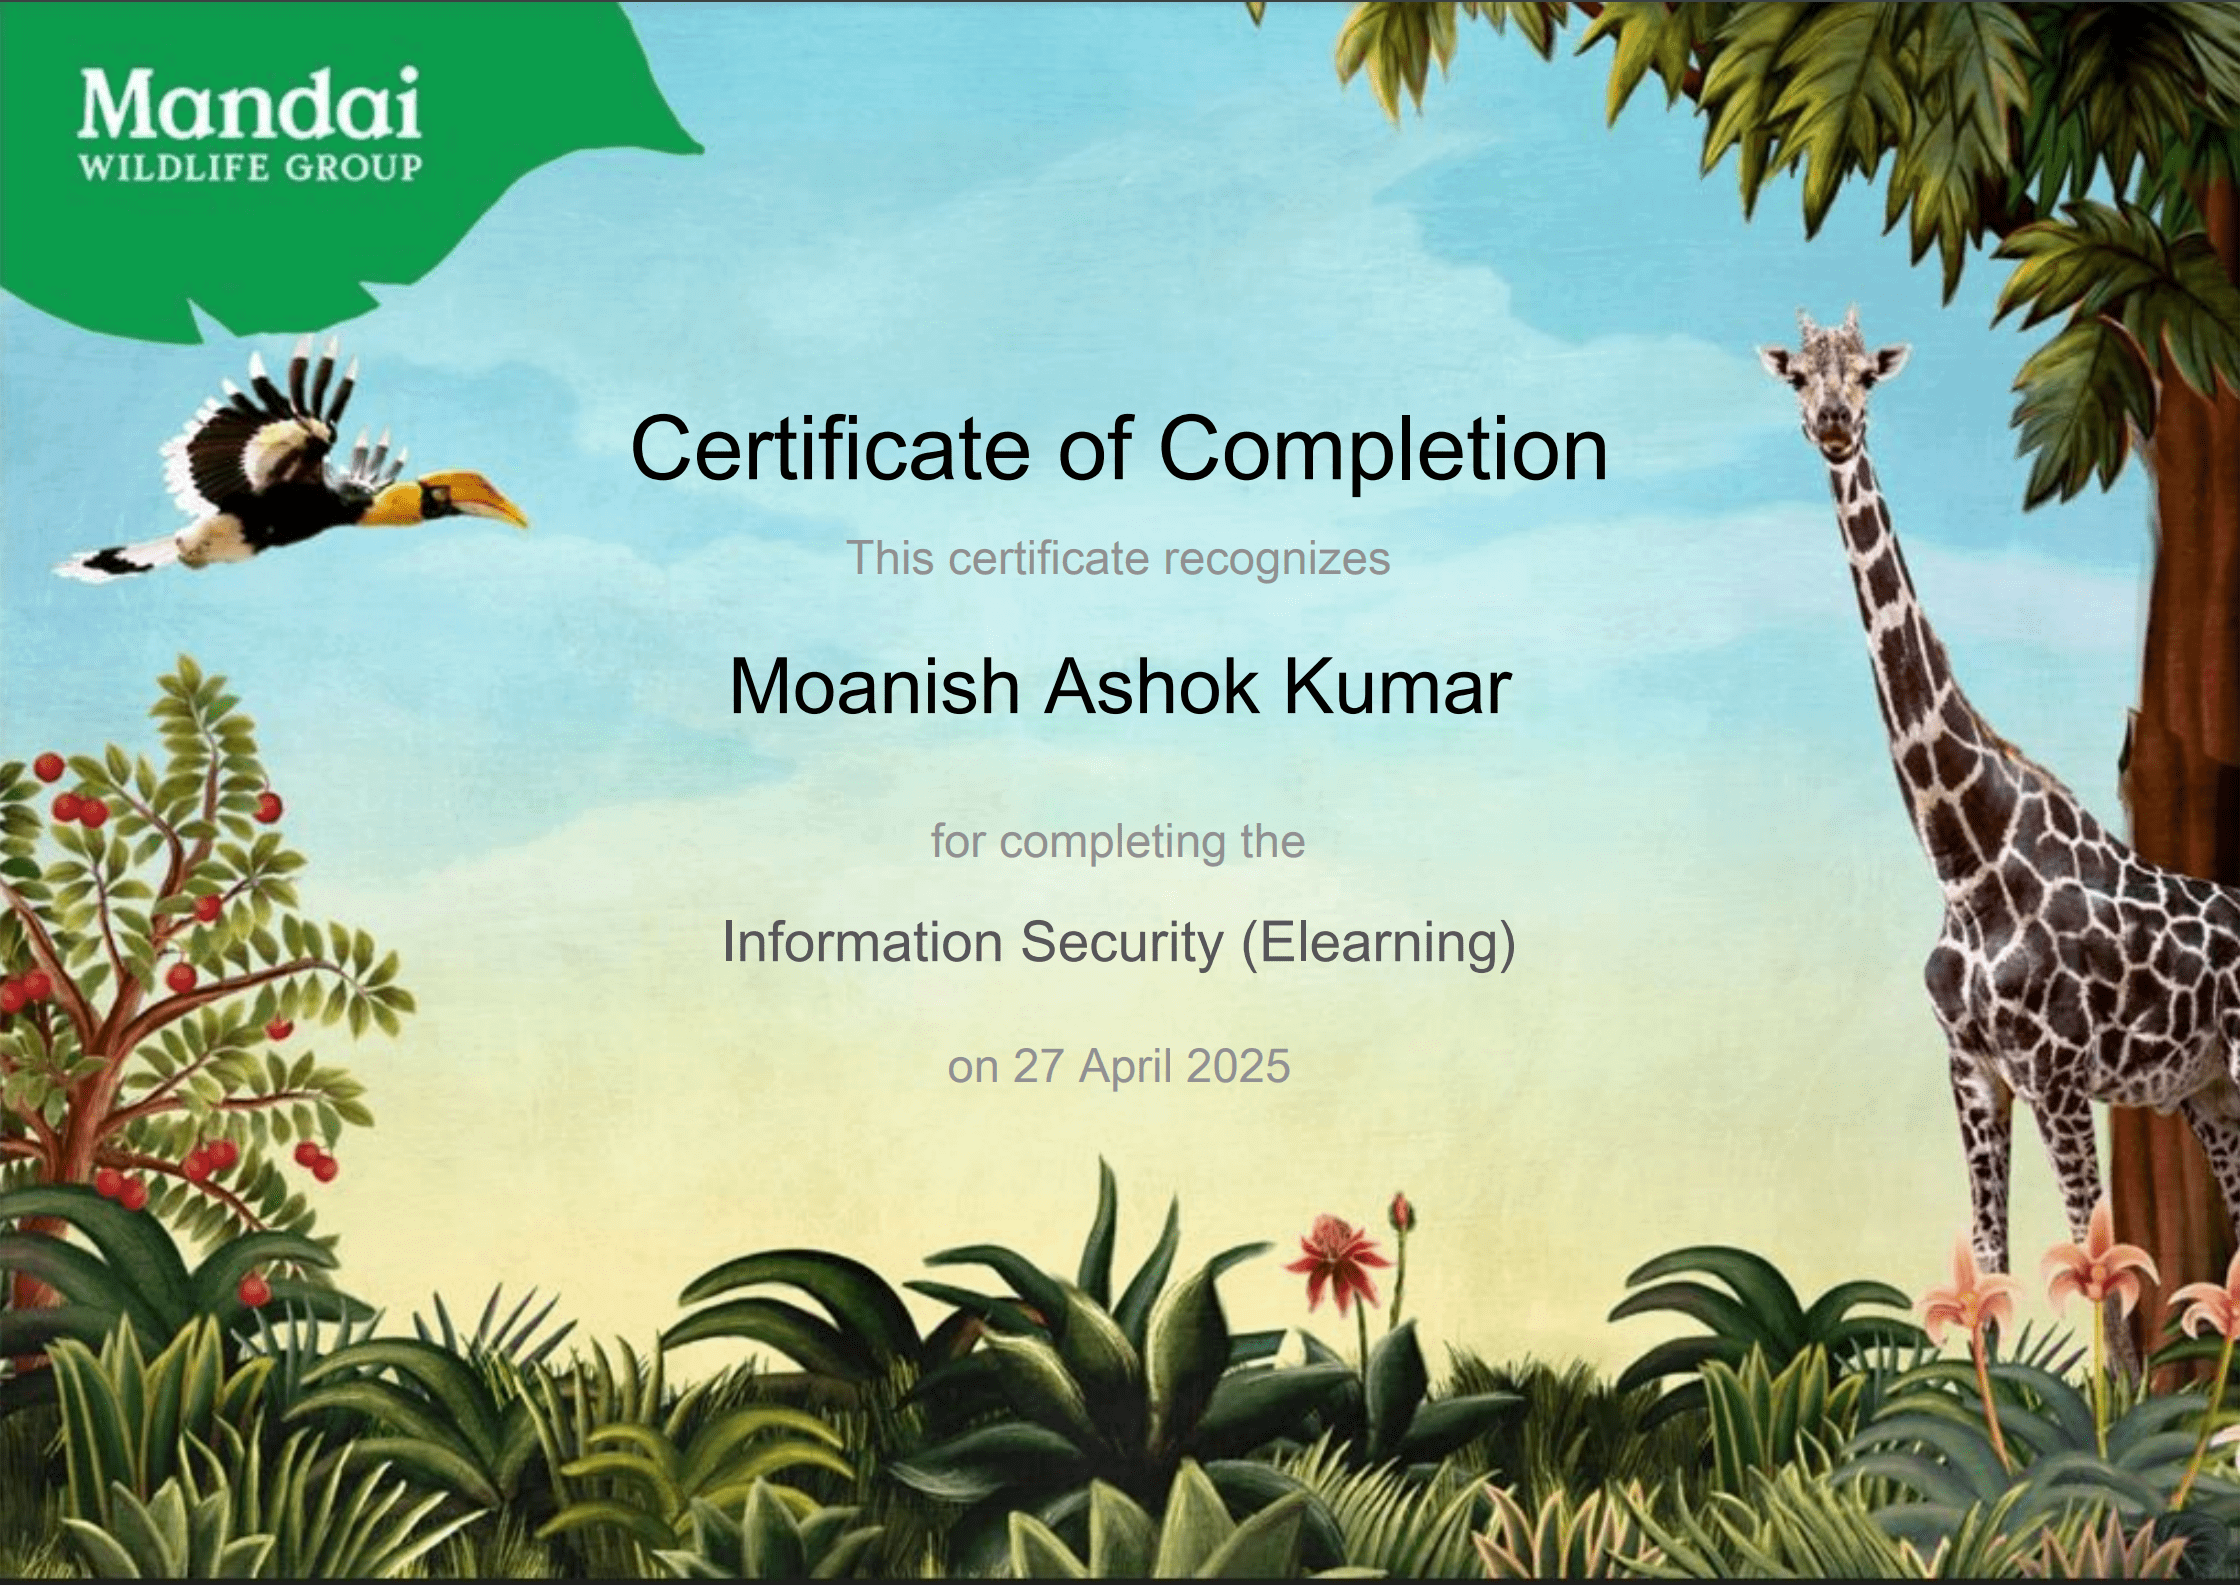 Mandai
WILDLIFE GROUP
Certificate of Completion
This certificate recognizes
Moanish Ashok Kumar
for completing the
Information Security (Elearning)
on 27 April 2025